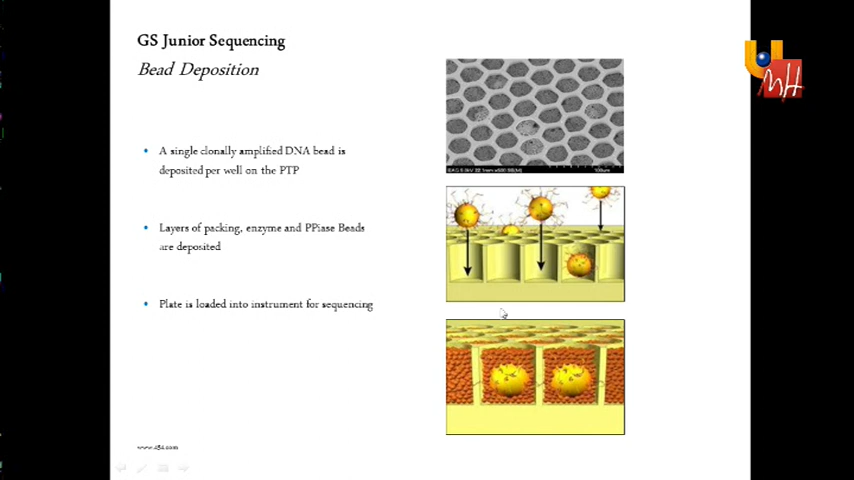 GS Junior Sequencing
Bead Deposition
A single clonally amplified DNA bead is
deposited per well on the PTP
Layers of packing, enzyme and PPiase Beads
are deposited
Plate is loaded into instrument for sequencing
www.454.com
UMH